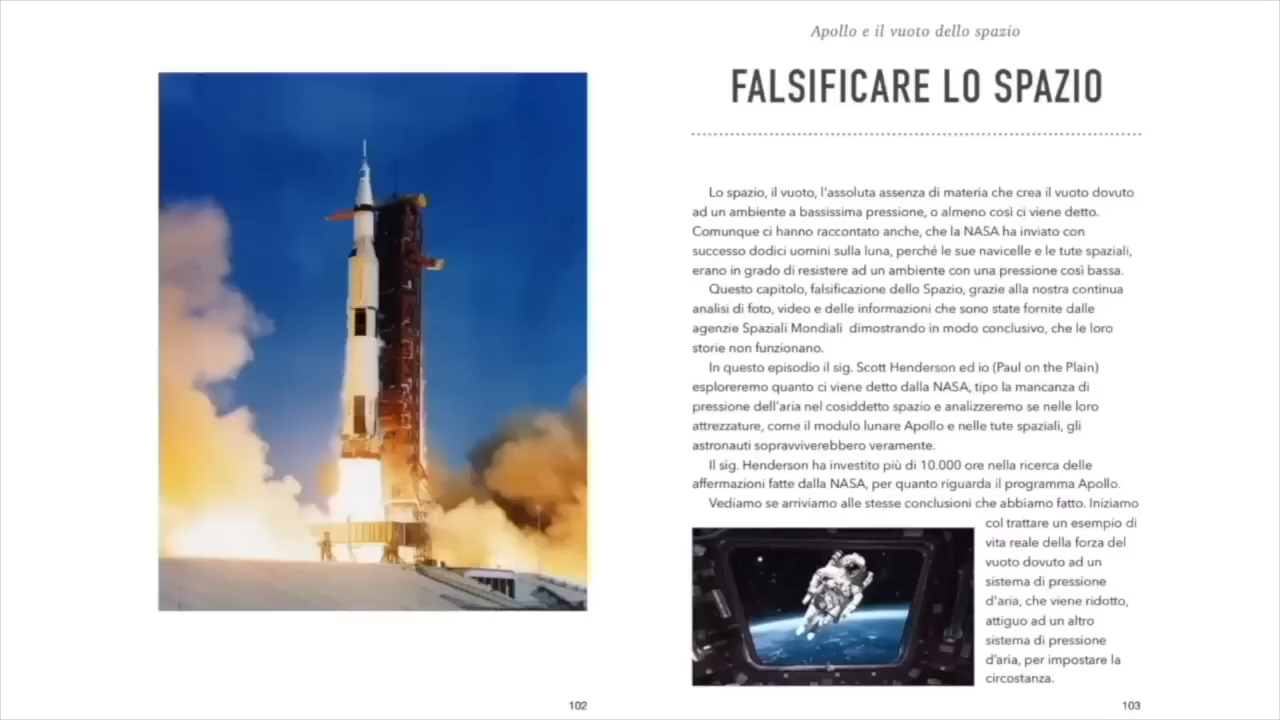 Apollo e il vuoto dello spazio
FALSIFICARE LO SPAZIO
Lo spazio, il vuoto, l'assoluta assenza di materia che crea il vuoto dovuto
ad un ambiente a bassissima pressione, o almeno così ci viene detto.
Comunque ci hanno raccontato anche, che la NASA ha inviato con
successo dodici uomini sulla luna, perché le sue navicelle e le tute spaziali,
erano in grado di resistere ad un ambiente con una pressione così bassa.
Questo capitolo, falsificazione dello Spazio, grazie alla nostra continua
analisi di foto, video e delle informazioni che sono state fornite dalle
agenzie Spaziali Mondiali dimostrando in modo conclusivo, che le loro
storie non funzionano.
In questo episodio il sig. Scott Henderson ed io (Paul on the Plain)
esploreremo quanto ci viene detto dalla NASA, tipo la mancanza di
pressione dell'aria nel cosiddetto spazio e analizzeremo se nelle loro
attrezzature, come il modulo lunare Apollo e nelle tute spaziali, gli
astronauti sopravviverebbero veramente.
Il sig. Henderson ha investito più di 10.000 ore nella ricerca delle
affermazioni fatte dalla NASA, per quanto riguarda il programma Apollo.
Vediamo se arriviamo alle stesse conclusioni che abbiamo fatto. Iniziamo
col trattare un esempio di
vita reale della forza del
vuoto dovuto ad un
sistema di pressione
d'aria, che viene ridotto,
attiguo ad un altro
sistema di pressione
d'aria, per impostare la
circostanza.
102
103